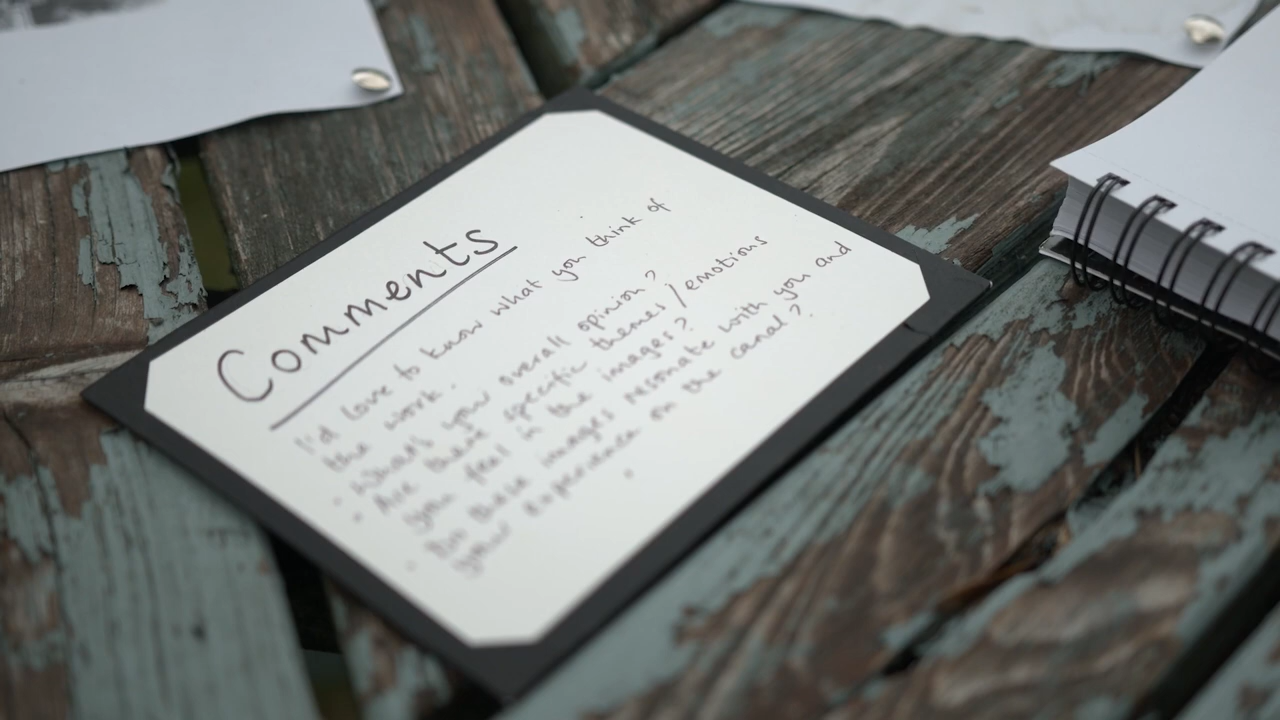 Comments
I'd love to know what you think of
the work.
· What's your overall opinion?
· Are there specific themes/emotions
you feel in the images?
· Do these images resonate with you and
your experience on the canal?